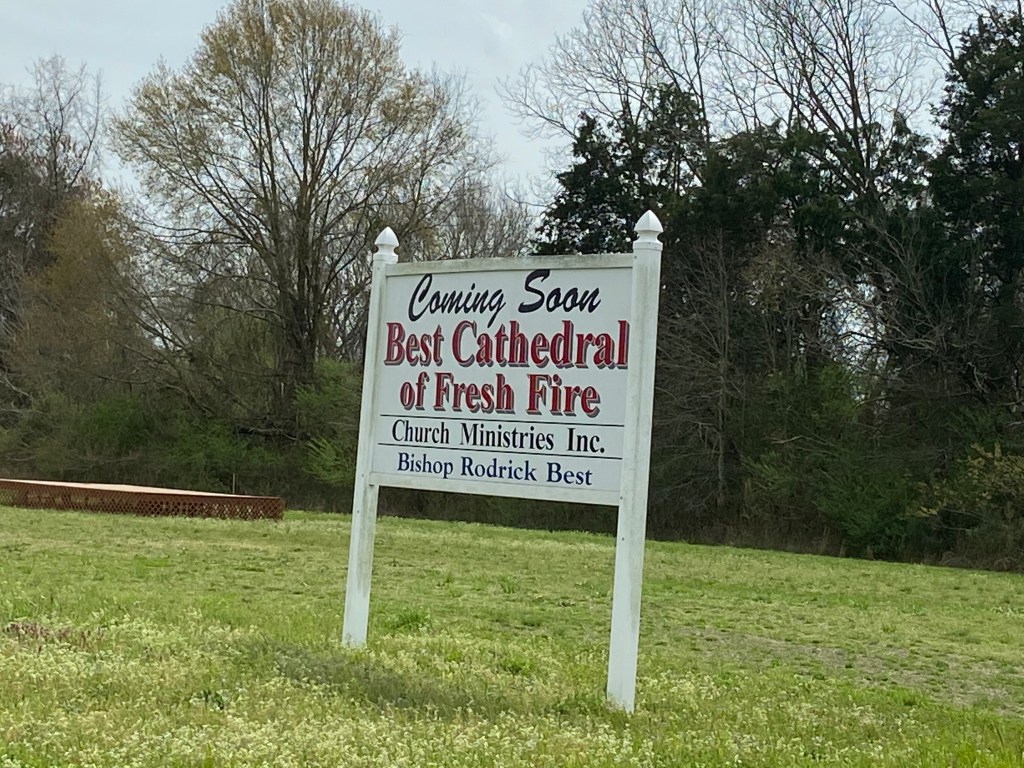 Coming Soon
Best Cathedral
of Fresh Fire
Church Ministries Inc.
Bishop Rodrick Best